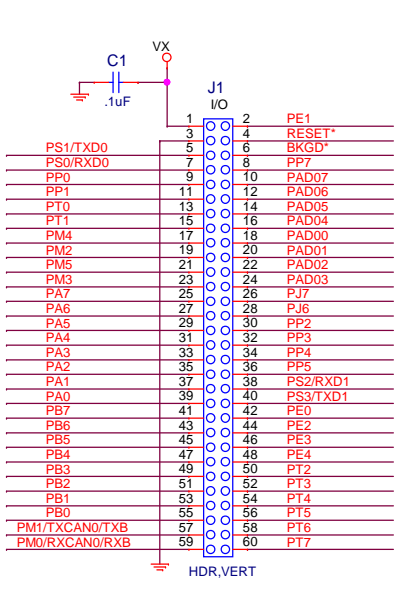 VX
C1
.1uF
J1
I/O
1 2 PE1
3 4 RESET*
PS1/TXD0 5 6 BKGD*
PS0/RXD0 7 8 PP7
PP0 9 10 PAD07
PP1 11 12 PAD06
PT0 13 14 PAD05
PT1 15 16 PAD04
PM4 17 18 PAD00
PM2 19 20 PAD01
PM5 21 22 PAD02
PM3 23 24 PAD03
PA7 25 26 PJ7
PA6 27 28 PJ6
PA5 29 30 PP2
PA4 31 32 PP3
PA3 33 34 PP4
PA2 35 36 PP5
PA1 37 38 PS2/RXD1
PA0 39 40 PS3/TXD1
PB7 41 42 PE0
PB6 43 44 PE2
PB5 45 46 PE3
PB4 47 48 PE4
PB3 49 50 PT2
PB2 51 52 PT3
PB1 53 54 PT4
PB0 55 56 PT5
PM1/TXCAN0/TXB 57 58 PT6
PM0/RXCAN0/RXB 59 60 PT7
HDR,VERT